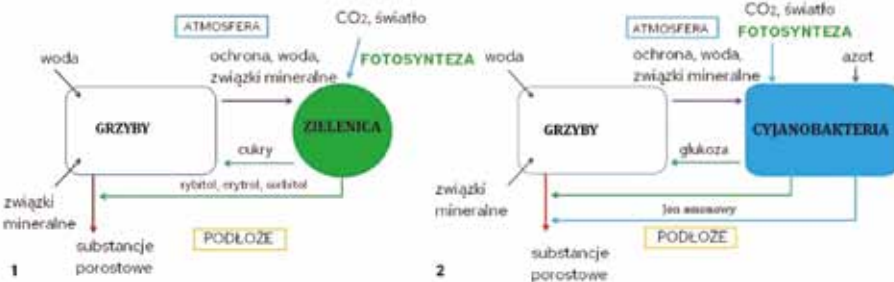 ATMOSFERA
CO2, światło
woda
ochrona, woda,
związki mineralne
FOTOSYNTEZA
GRZYBY
ZIELENICA
cukry
rybitol, erytrol, sorbitol
związki
mineralne
PODŁOŻE
substancje
porostowe
1
CO2, światło
ATMOSFERA
FOTOSYNTEZA
woda
ochrona, woda,
związki mineralne
azot
GRZYBY
CYJANOBAKTERIA
glukoza
związki
mineralne
Jon amonowy
PODŁOŻE
substancje
porostowe
2